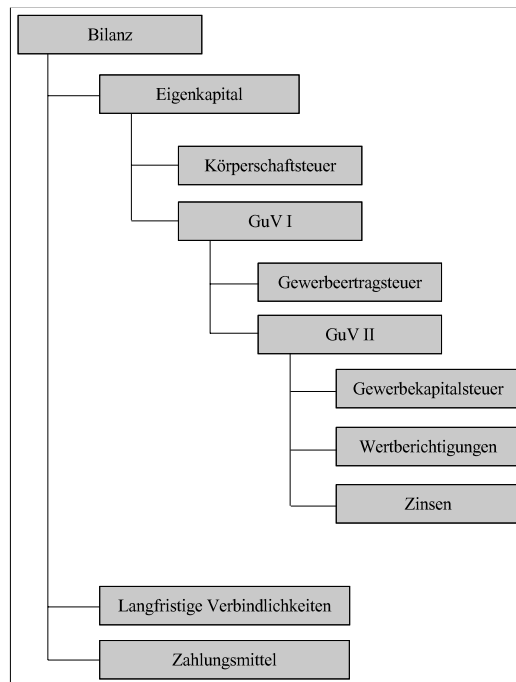 Bilanz
Eigenkapital
Körperschaftsteuer
GuV I
Gewerbeertragsteuer
GuV II
Gewerbekapitalsteuer
Wertberichtigungen
Zinsen
Langfristige Verbindlichkeiten
Zahlungsmittel